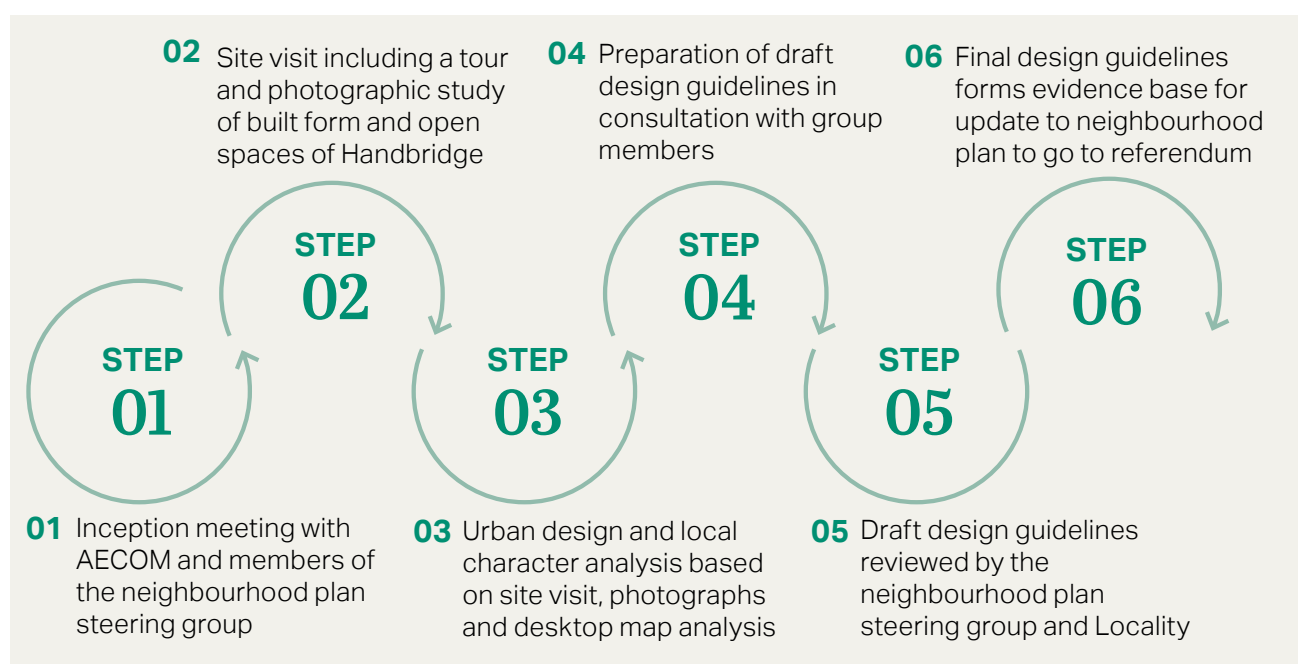 02 Site visit including a tour
and photographic study
of built form and open
spaces of Handbridge
04 Preparation of draft
design guidelines in
consultation with group
members
06 Final design guidelines
forms evidence base for
update to neighbourhood
plan to go to referendum
STEP
01
STEP
02
STEP
03
STEP
04
STEP
05
STEP
06
01 Inception meeting with
AECOM and members of
the neighbourhood plan
steering group
03 Urban design and local
character analysis based
on site visit, photographs
and desktop map analysis
05 Draft design guidelines
reviewed by the
neighbourhood plan
steering group and Locality